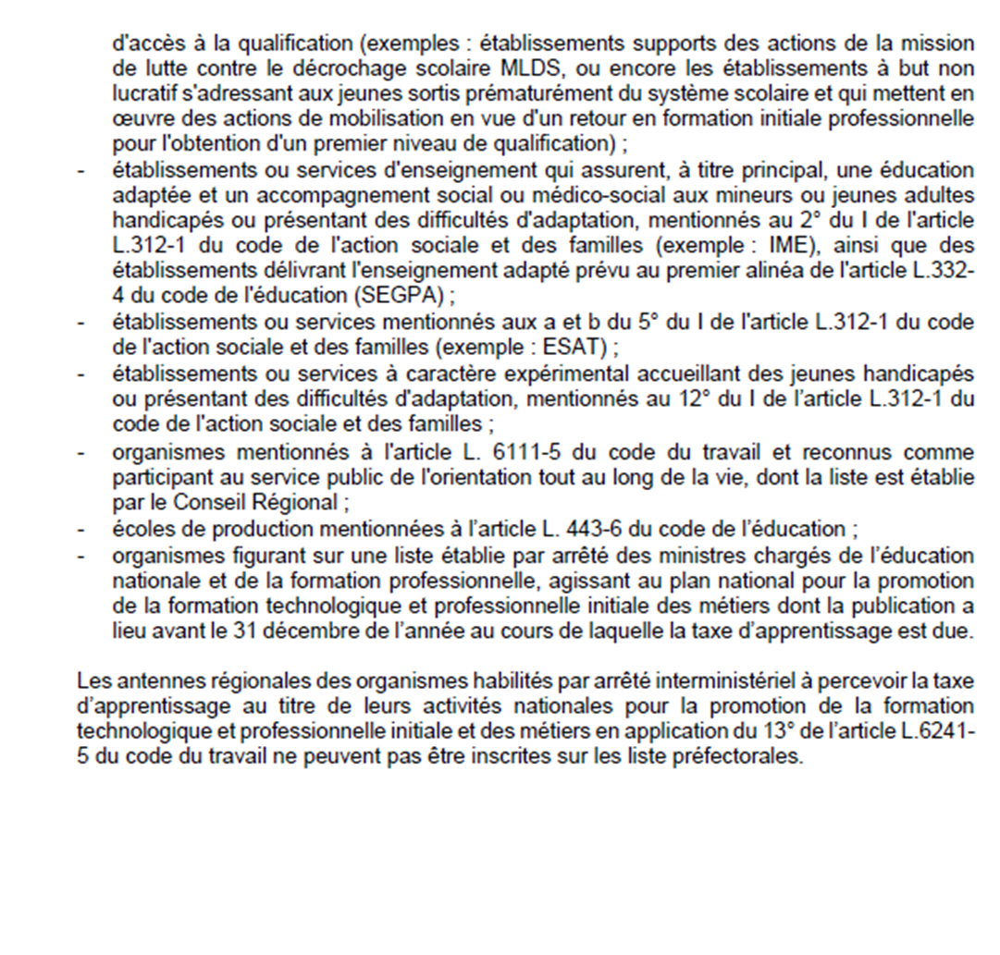 d'accès à la qualification (exemples : établissements supports des actions de la mission
de lutte contre le décrochage scolaire MLDS, ou encore les établissements à but non
lucratif s'adressant aux jeunes sortis prématurément du système scolaire et qui mettent en
œuvre des actions de mobilisation en vue d'un retour en formation initiale professionnelle
pour l'obtention d'un premier niveau de qualification) ;
- établissements ou services d'enseignement qui assurent, à titre principal, une éducation
adaptée et un accompagnement social ou médico-social aux mineurs ou jeunes adultes
handicapés ou présentant des difficultés d'adaptation, mentionnés au 2° du I de l'article
L.312-1 du code de l'action sociale et des familles (exemple : IME), ainsi que des
établissements délivrant l'enseignement adapté prévu au premier alinéa de l'article L.332-
4 du code de l'éducation (SEGPA) ;
- établissements ou services mentionnés aux a et b du 5° du I de l'article L.312-1 du code
de l'action sociale et des familles (exemple : ESAT) ;
- établissements ou services à caractère expérimental accueillant des jeunes handicapés
ou présentant des difficultés d'adaptation, mentionnés au 12° du I de l’article L.312-1 du
code de l'action sociale et des familles ;
- organismes mentionnés à l'article L. 6111-5 du code du travail et reconnus comme
participant au service public de l'orientation tout au long de la vie, dont la liste est établie
par le Conseil Régional ;
- écoles de production mentionnées à l’article L. 443-6 du code de l’éducation ;
- organismes figurant sur une liste établie par arrêté des ministres chargés de l’éducation
nationale et de la formation professionnelle, agissant au plan national pour la promotion
de la formation technologique et professionnelle initiale des métiers dont la publication a
lieu avant le 31 décembre de l’année au cours de laquelle la taxe d’apprentissage est due.
Les antennes régionales des organismes habilités par arrêté interministériel à percevoir la taxe
d’apprentissage au titre de leurs activités nationales pour la promotion de la formation
technologique et professionnelle initiale et des métiers en application du 13° de l’article L.6241-
5 du code du travail ne peuvent pas être inscrites sur les liste préfectorales.